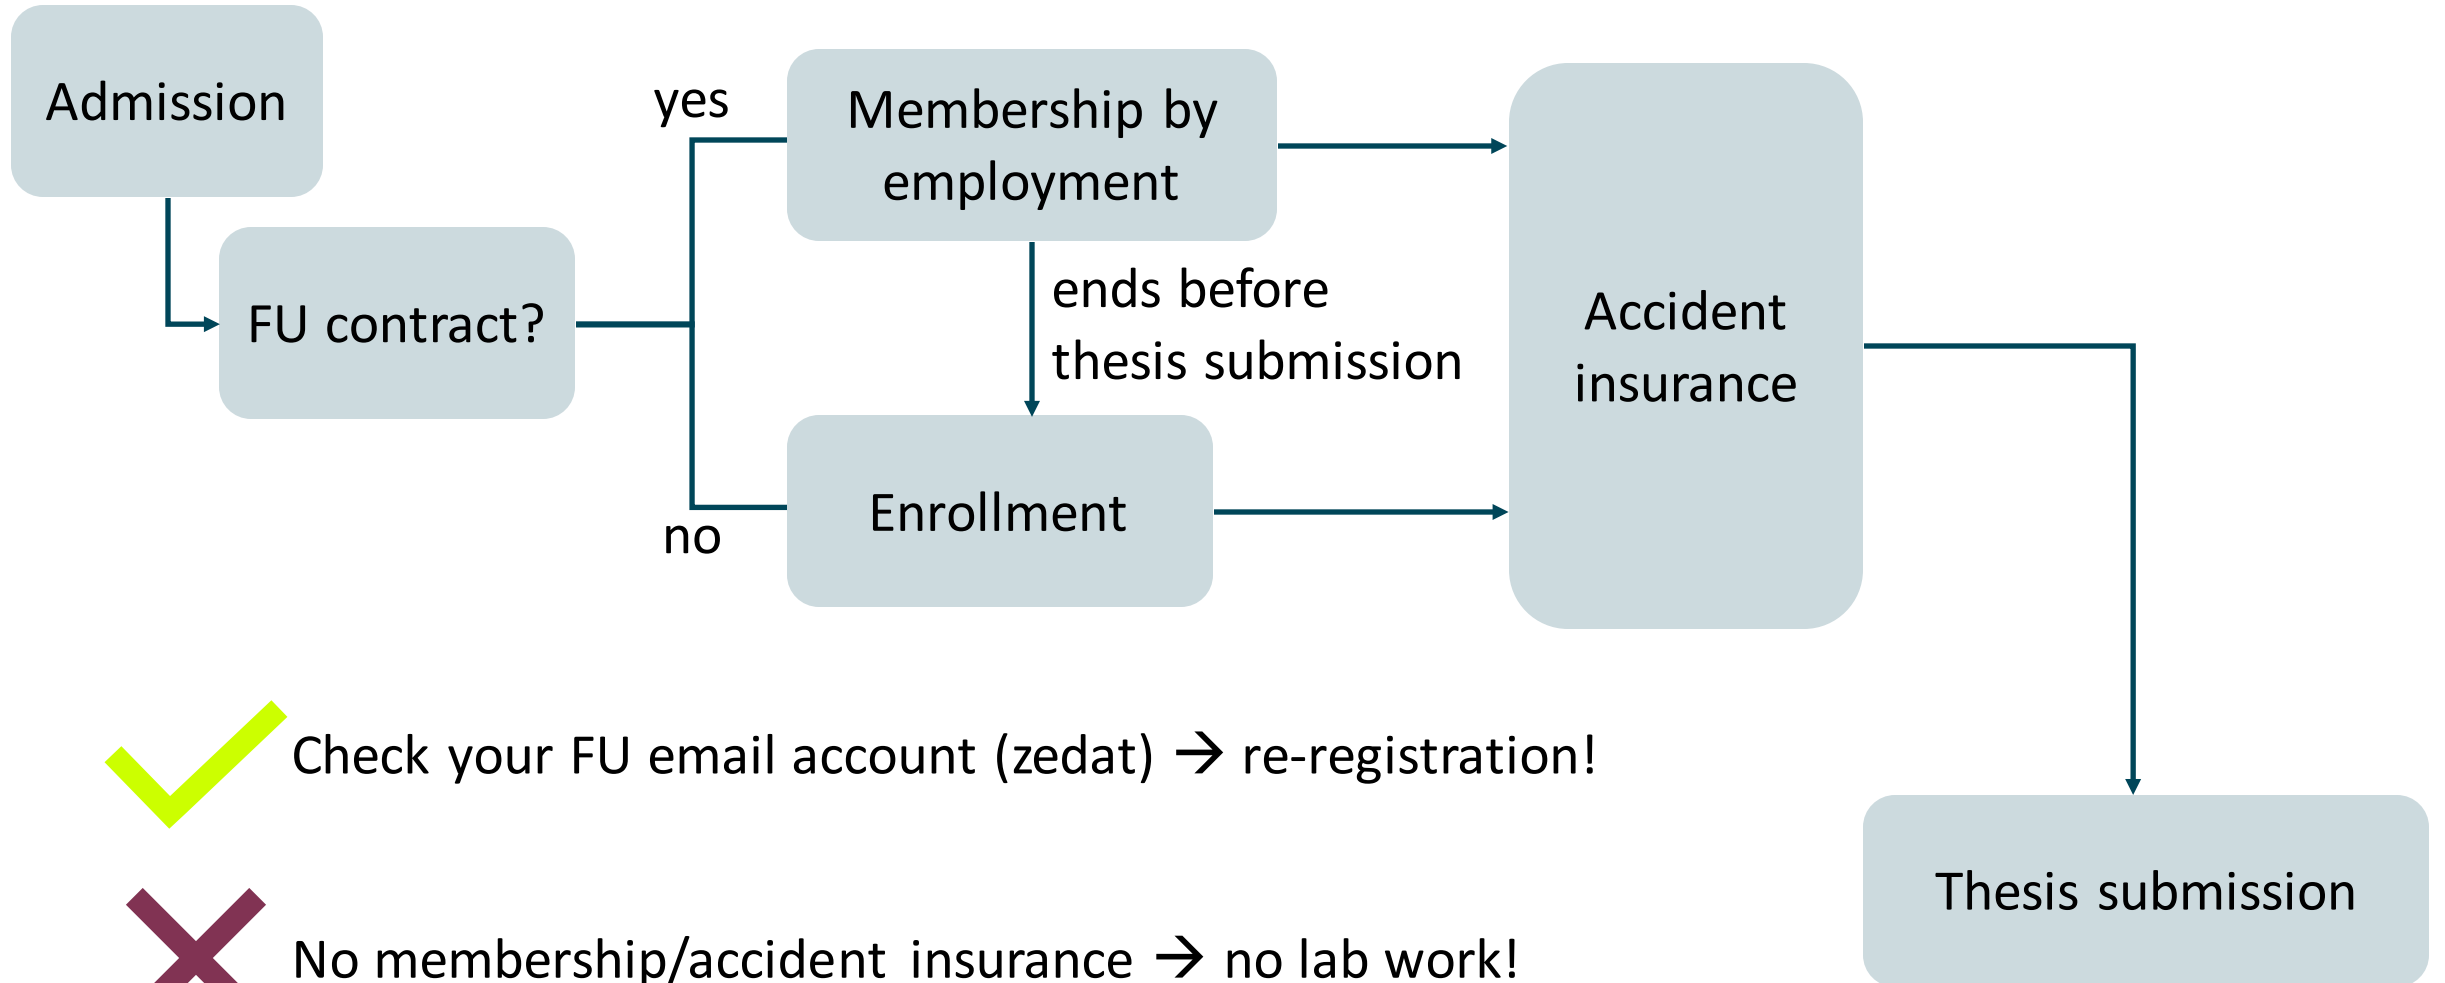 Admission
FU contract?
yes
no
Membership by
employment
ends before
thesis submission
Enrollment
Accident
insurance
Thesis submission
Check your FU email account (zedat) → re-registration!
No membership/accident insurance → no lab work!